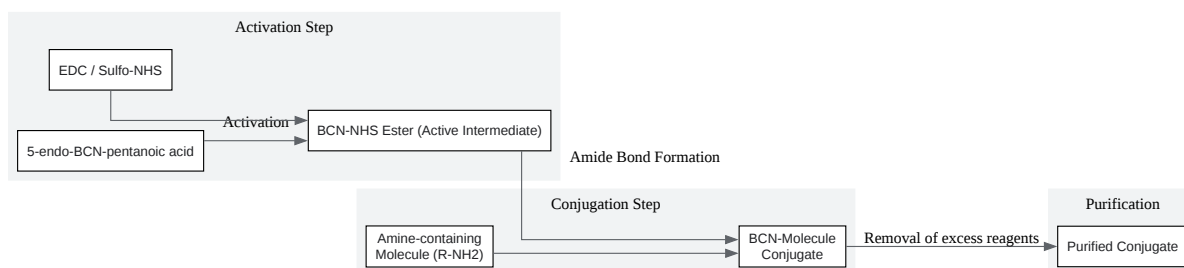 Activation Step
EDC / Sulfo-NHS
Activation
BCN-NHS Ester (Active Intermediate)
5-endo-BCN-pentanoic acid
Amide Bond Formation
Conjugation Step
Purification
Amine-containing
Molecule (R-NH2)
BCN-Molecule
Conjugate
Removal of excess reagents
Purified Conjugate